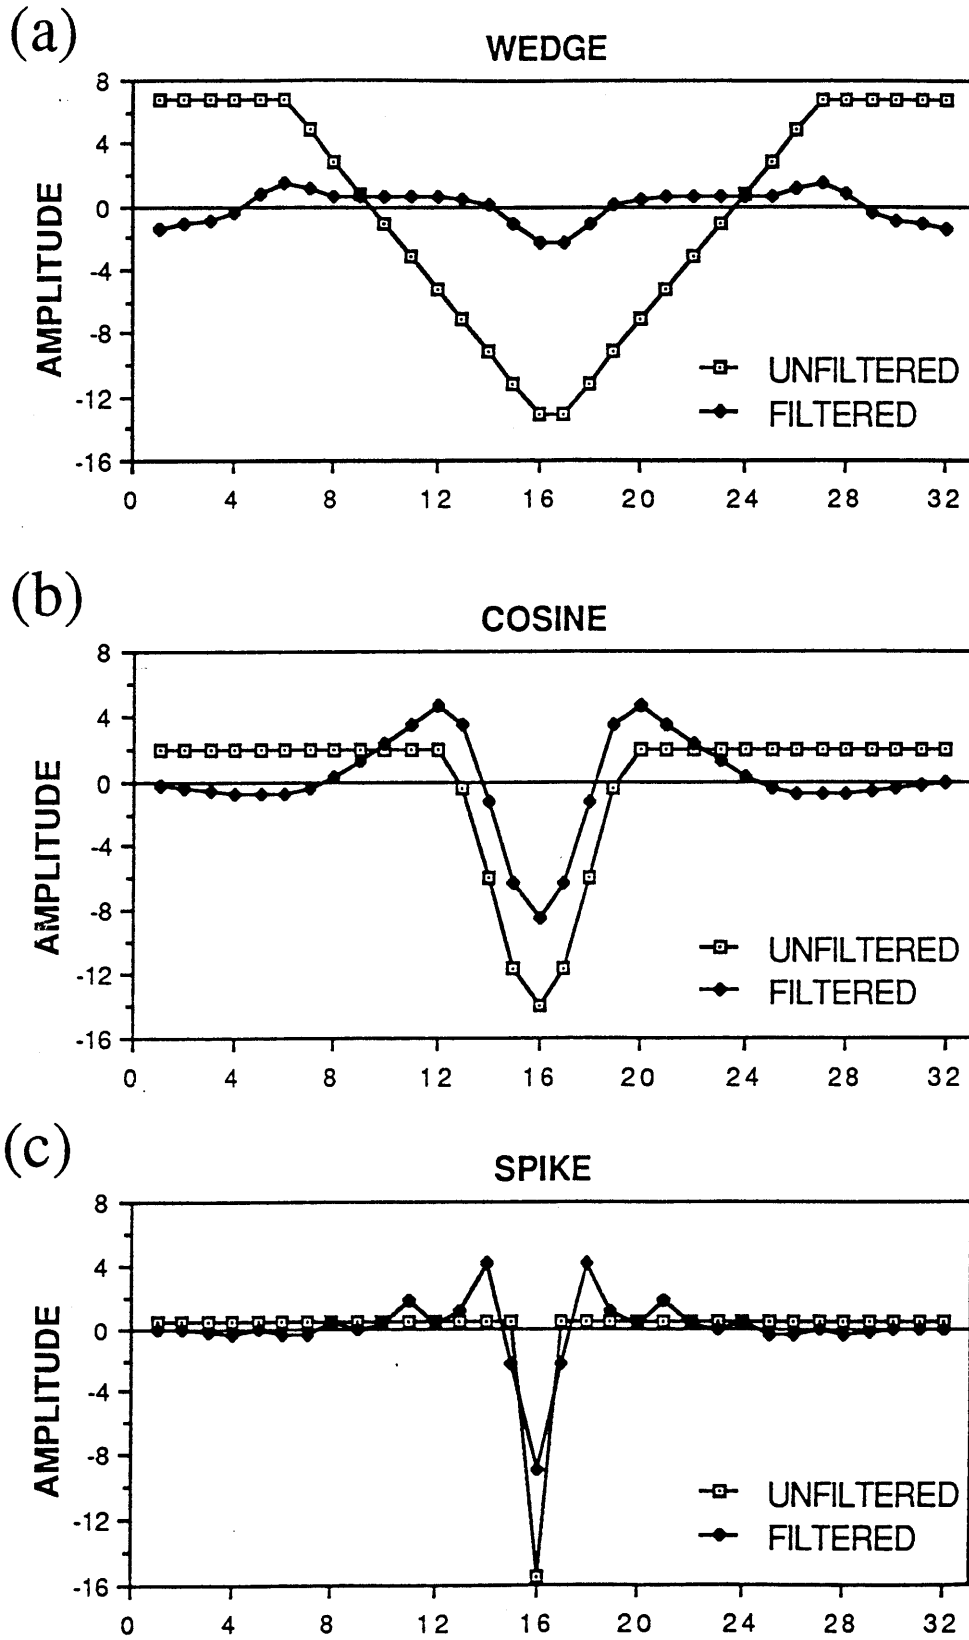 (a)
WEDGE
8
4
0
-4
-8
-12
-16
AMPLITUDE
UNFILTERED
FILTERED
0 4 8 12 16 20 24 28 32
(b)
COSINE
8
4
0
-4
-8
-12
-16
AMPLITUDE
UNFILTERED
FILTERED
0 4 8 12 16 20 24 28 32
(c)
SPIKE
8
4
0
-4
-8
-12
-16
AMPLITUDE
UNFILTERED
FILTERED
0 4 8 12 16 20 24 28 32